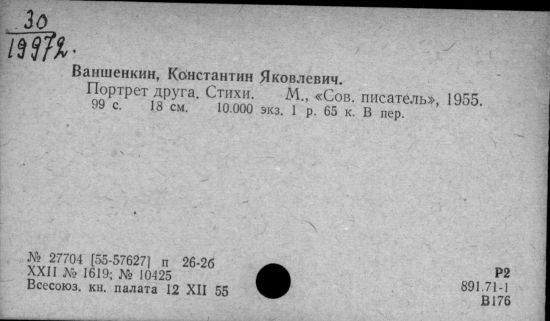 30
19972.
Ваншенкин, Константин Яковлевич.
Портрет друга. Стихи. М., «Сов. писатель», 1955.
99 с. 18 см. 10.000 экз. 1 р. 65 к. В пер.
№ 27704 [55-57627] п 26-2б
XXII № 1619; № 10425
Всесоюз. кн. палата 12 XII 55
Р2
891.71-1
В176